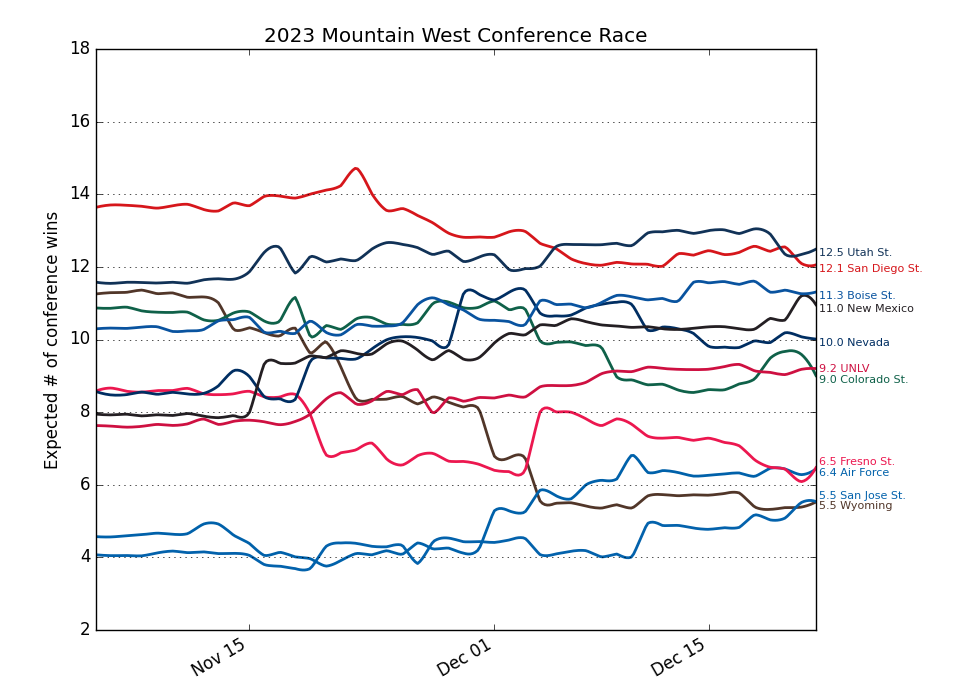 2023 Mountain West Conference Race
Expected # of conference wins
18
16
14
12
10
8
6
4
2
Nov 15
Dec 01
Dec 15
12.5 Utah St.
12.1 San Diego St.
11.3 Boise St.
11.0 New Mexico
10.0 Nevada
9.2 UNLV
9.0 Colorado St.
6.5 Fresno St.
6.4 Air Force
5.5 San Jose St.
5.5 Wyoming